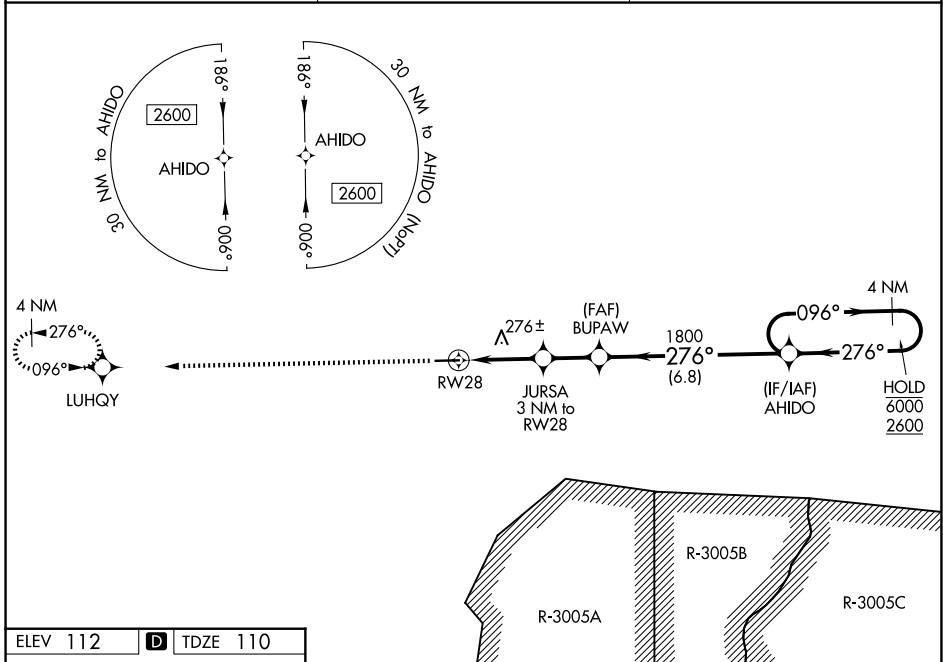 30 NM to AHIDO
186°
2600
AHIDO
006°
186°
30 NM to AHIDO (NoPT)
AHIDO
2600
006°
4 NM
276°
096°
LUHQY
RW28
276±
JURSA
3 NM to
RW28
(FAF)
BUPAW
1800
276°
(6.8)
(IF/IAF)
AHIDO
096°
4 NM
276°
HOLD
6000
2600
R-3005A
R-3005B
R-3005C
ELEV 112 D TDZE 110